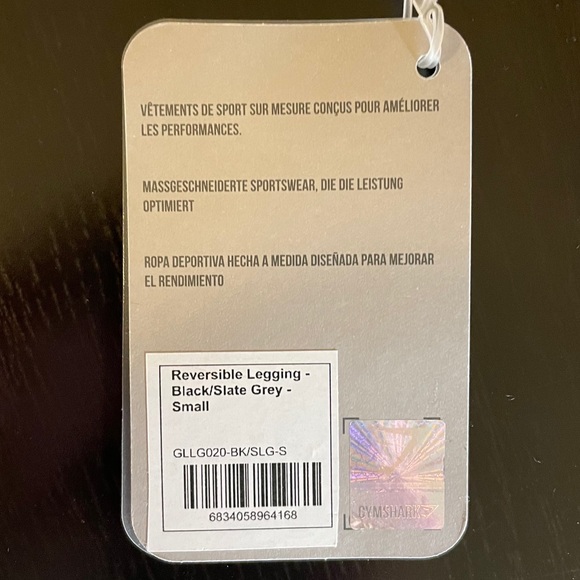 VÊTEMENTS DE SPORT SUR MESURE CONÇUS POUR AMÉLIORER
LES PERFORMANCES.
MASSGESCHNEIDERTE SPORTSWEAR, DIE DIE LEISTUNG
OPTIMIERT
ROPA DEPORTIVA HECHA A MEDIDA DISEÑADA PARA MEJORAR
EL RENDIMIENTO
Reversible Legging -
Black/Slate Grey -
Small
GLLG020-BK/SLG-S
6834058964168
GYMSHARK